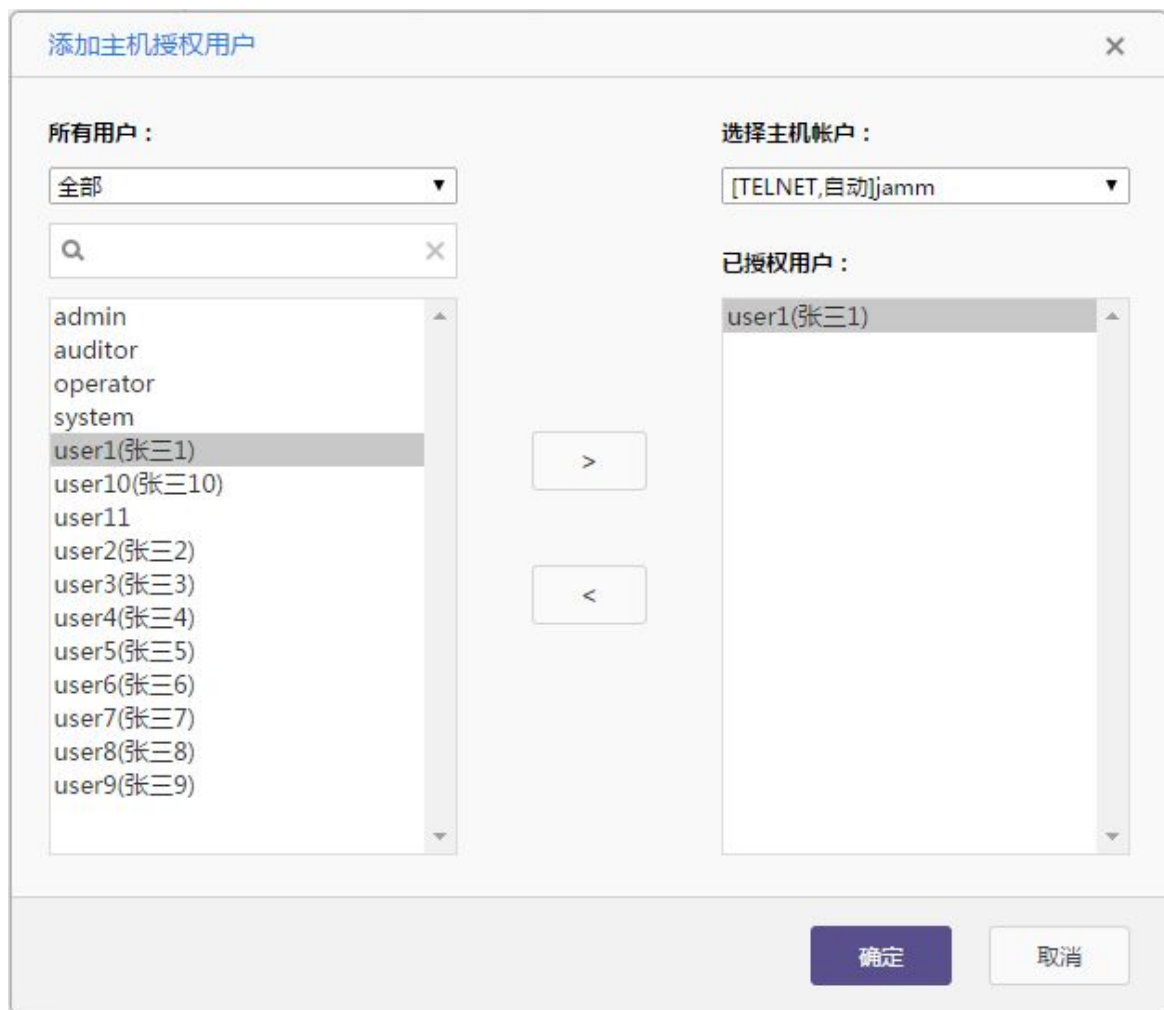 添加主机授权用户
所有用户：
全部
admin
auditor
operator
system
user1(张三1)
user10(张三10)
user11
user2(张三2)
user3(张三3)
user4(张三4)
user5(张三5)
user6(张三6)
user7(张三7)
user8(张三8)
user9(张三9)
>
<
选择主机帐户：
[TELNET,自动]jamm
已授权用户：
user1(张三1)
确定
取消